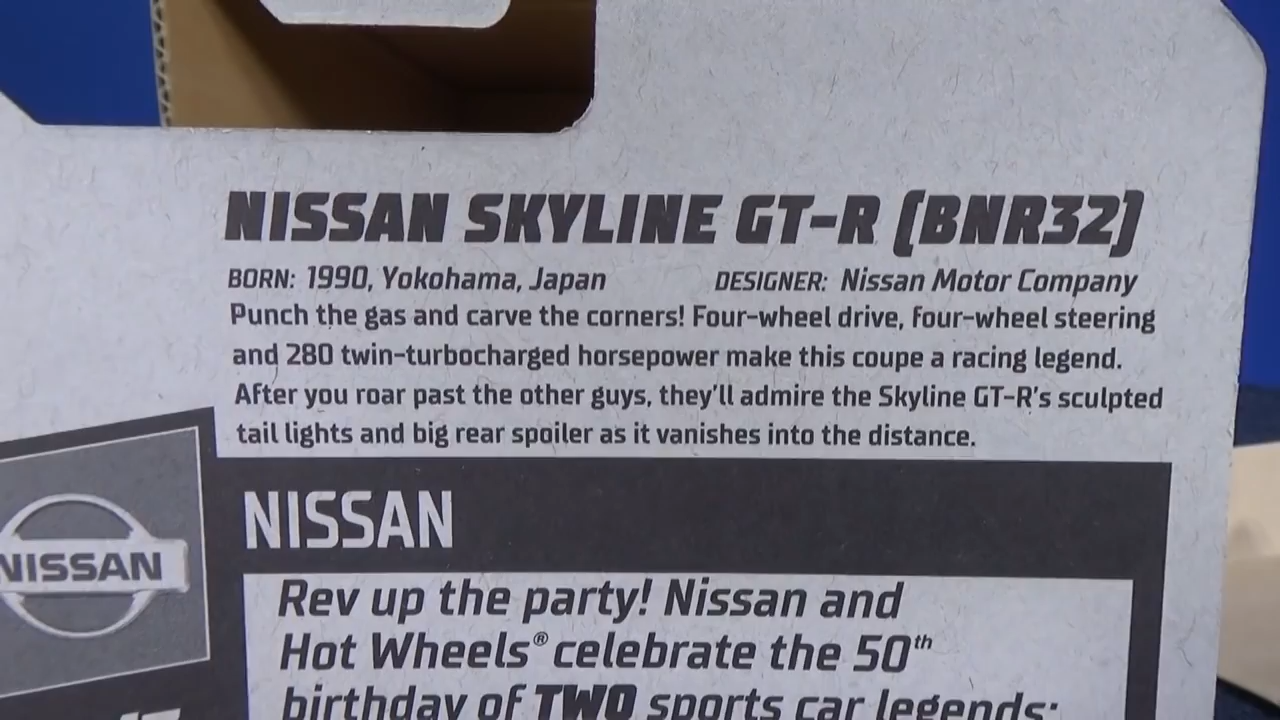 NISSAN SKYLINE GT-R (BNR32)
BORN: 1990, Yokohama, Japan DESIGNER: Nissan Motor Company
Punch the gas and carve the corners! Four-wheel drive, four-wheel steering
and 280 twin-turbocharged horsepower make this coupe a racing legend.
After you roar past the other guys, they'll admire the Skyline GT-R's sculpted
tail lights and big rear spoiler as it vanishes into the distance.
NISSAN
NISSAN
Rev up the party! Nissan and
Hot Wheels® celebrate the 50th
birthday of TWO sports car legends: